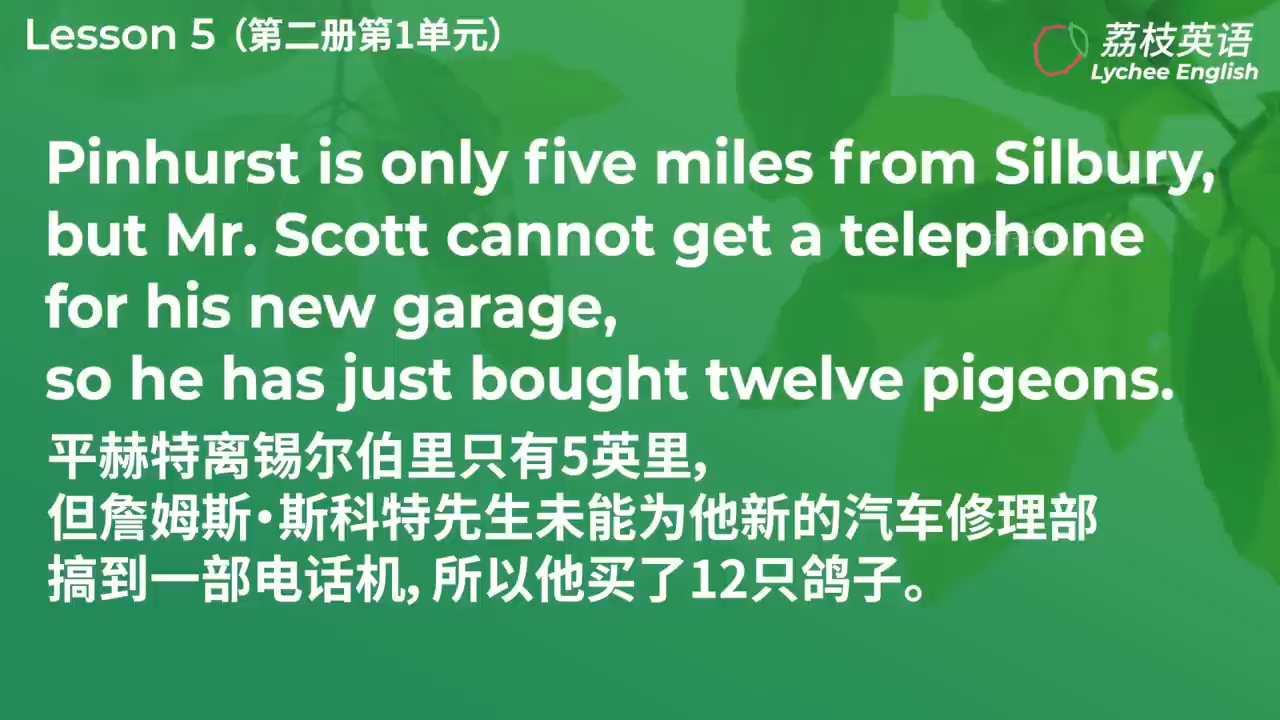 Lesson 5（第二册第1单元）
荔枝英语
Lychee English
Pinhurst is only five miles from Silbury,
but Mr. Scott cannot get a telephone
for his new garage,
so he has just bought twelve pigeons.
平赫特离锡尔伯里只有5英里,
但詹姆斯·斯科特先生未能为他新的汽车修理部
搞到一部电话机, 所以他买了12只鸽子。